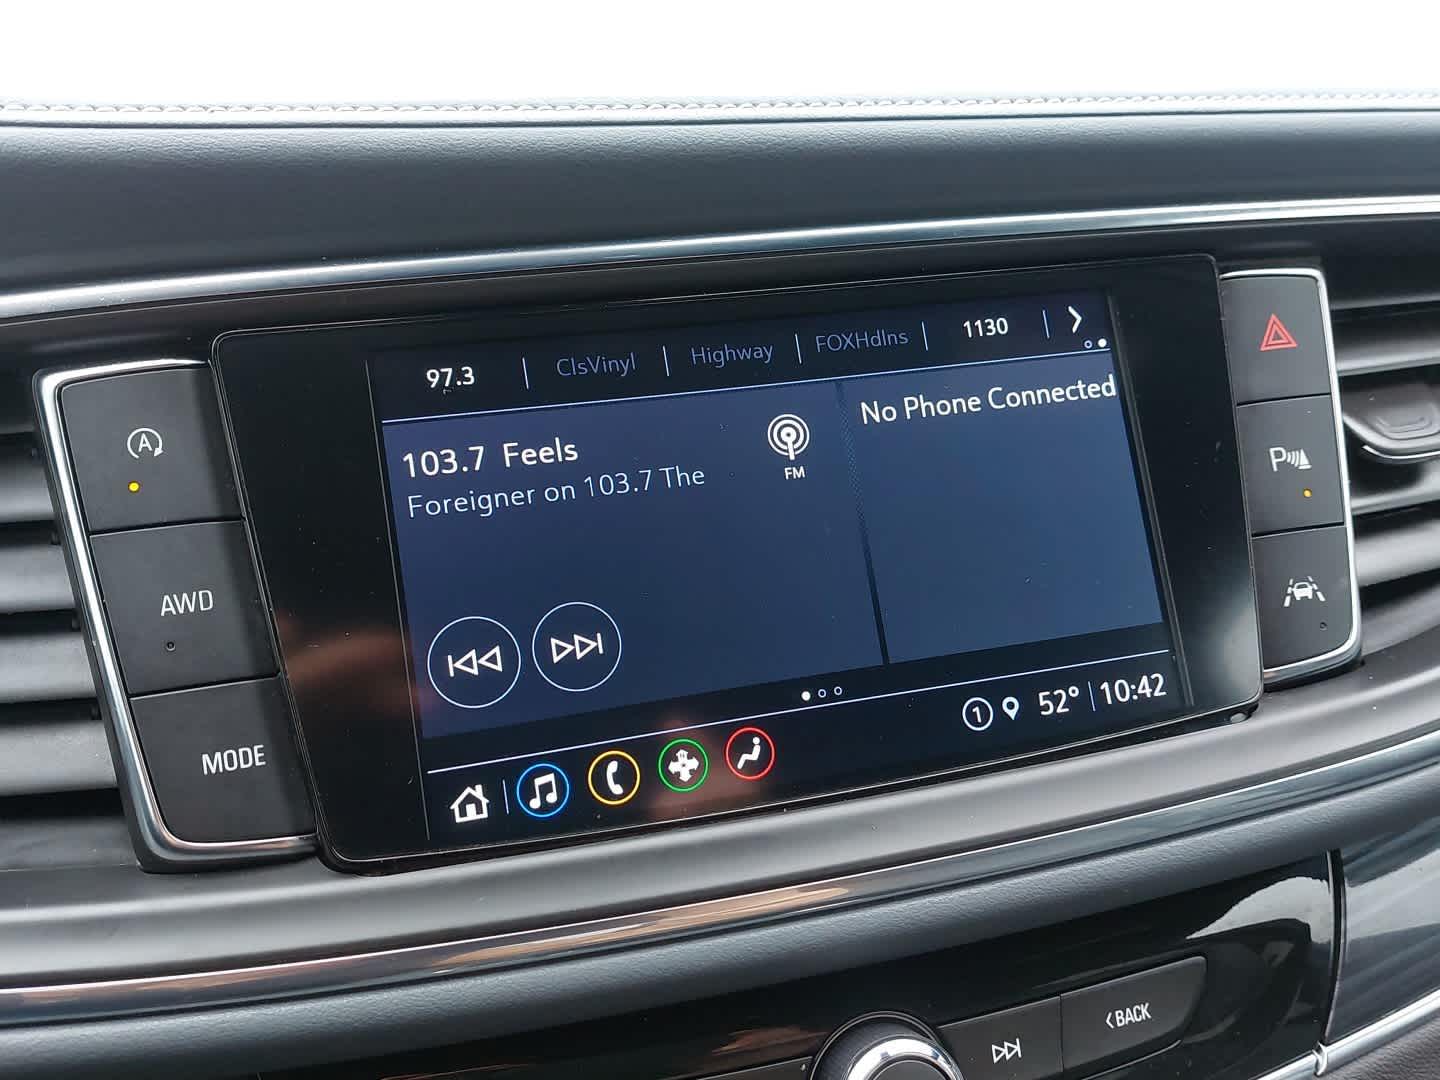 97.3 | ClsVinyl | Highway | FOXHdlns | 1130 |
103.7 Feels
Foreigner on 103.7 The
FM
No Phone Connected
1 52° | 10:42
A
AWD
MODE
P
BACK